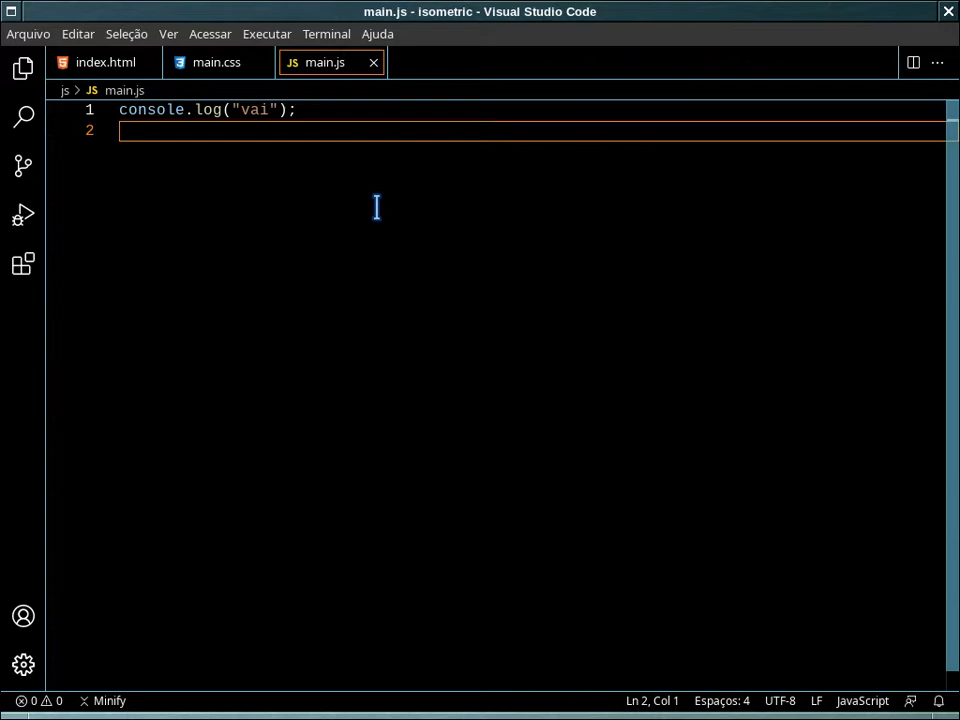 main.js - isometric - Visual Studio Code
Arquivo Editar Seleção Ver Acessar Executar Terminal Ajuda
index.html main.css JS main.js
js > JS main.js
1 console.log("vai");
2
0 0 Minify Ln 2, Col 1 Espaços: 4 UTF-8 LF JavaScript